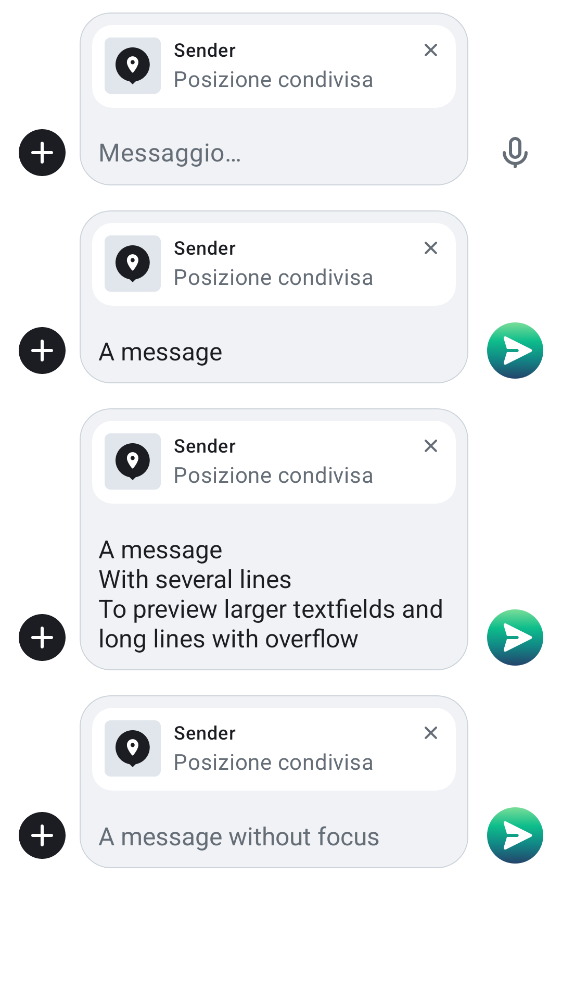 Sender
Posizione condivisa
Messaggio…
Sender
Posizione condivisa
A message
Sender
Posizione condivisa
A message
With several lines
To preview larger textfields and
long lines with overflow
Sender
Posizione condivisa
A message without focus